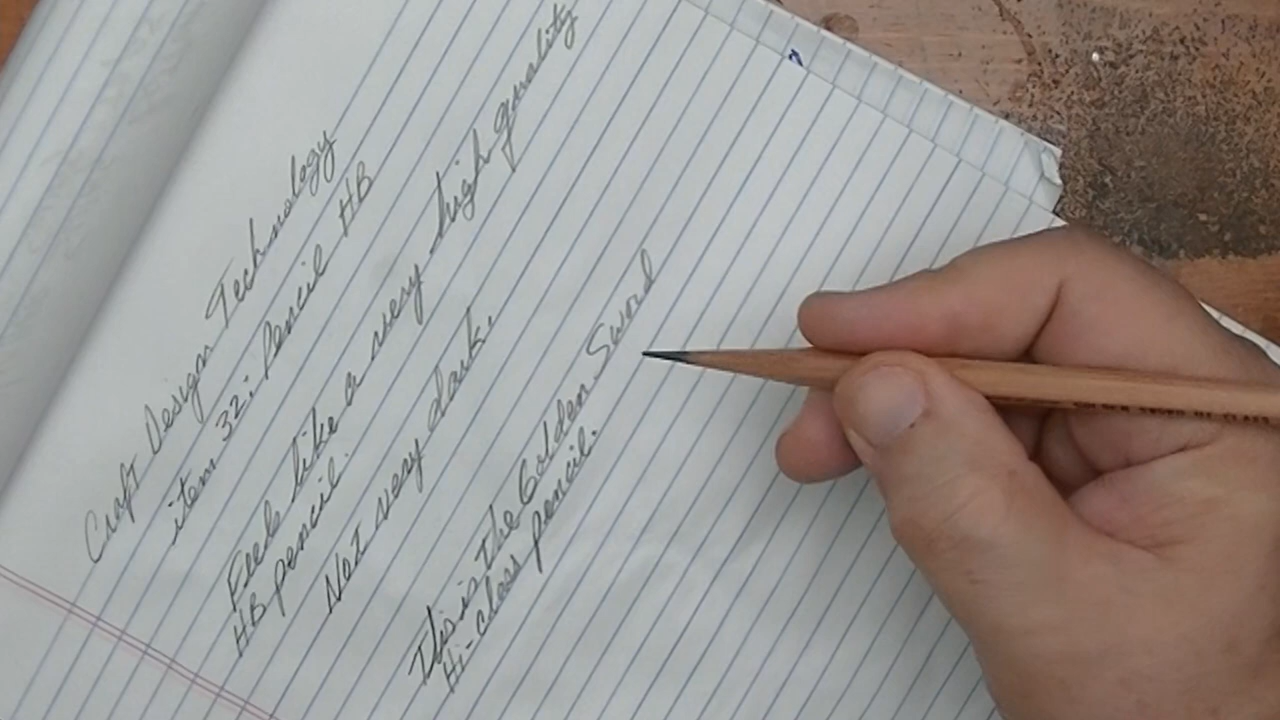 Craft Design Technology
item 32: Pencil HB
Feels like a very high quality
HB pencil.
Not very dark.
This is the Golden Sword
Hi-class pencil.